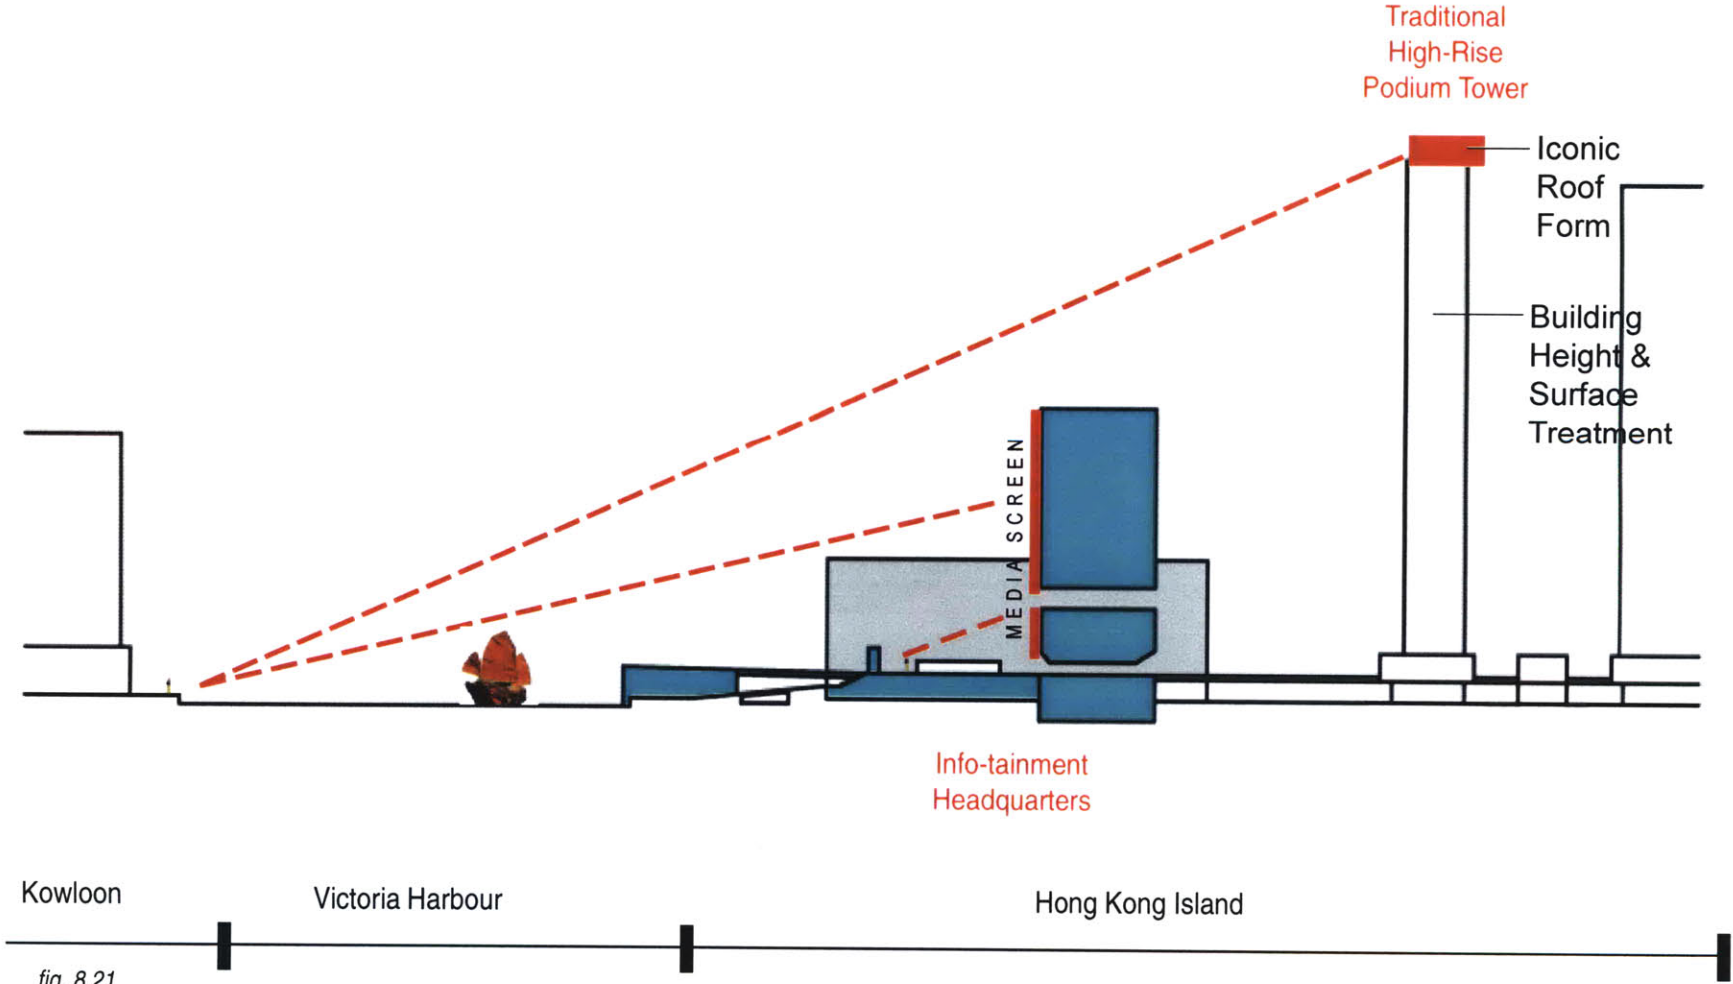 Traditional
High-Rise
Podium Tower
Iconic
Roof
Form
Building
Height &
Surface
Treatment
MEDIA SCREEN
Info-tainment
Headquarters
Kowloon
Victoria Harbour
Hong Kong Island
fig. 8.21